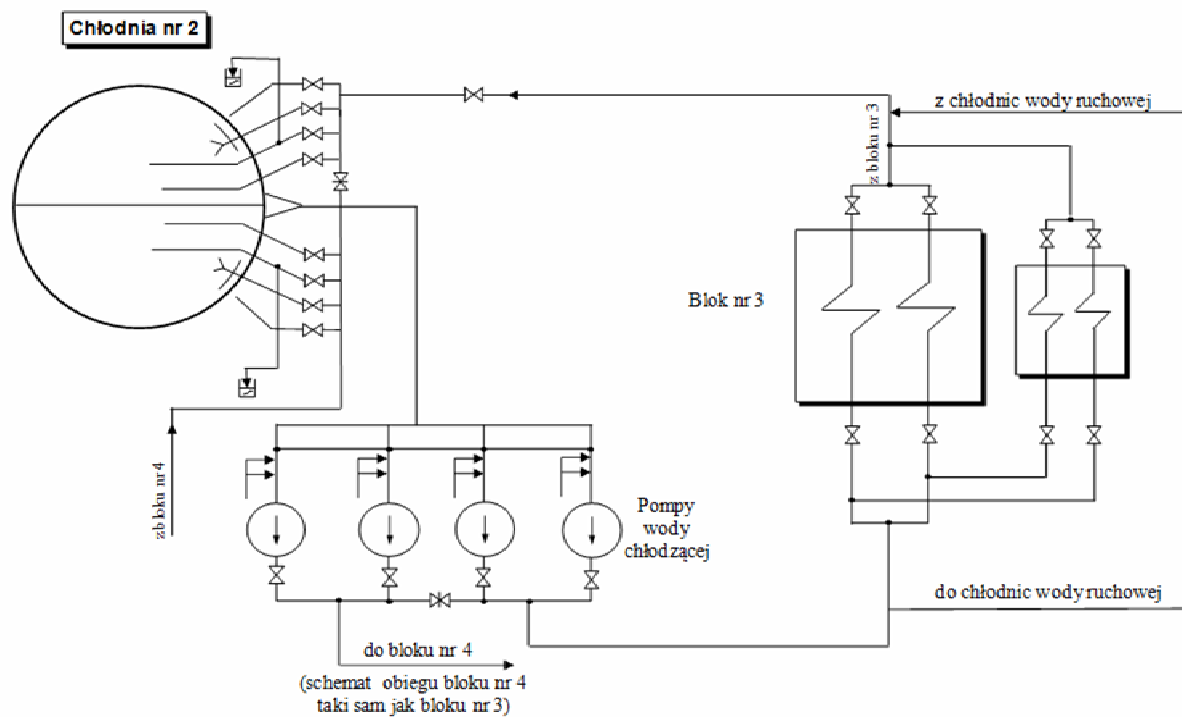 Chłodnia nr 2
z chłodnic wody ruchowej
z bloku nr 3
Blok nr 3
z bloku nr 4
Pompy
wody
chłodzącej
do chłodnic wody ruchowej
do bloku nr 4
(schemat obiegu bloku nr 4
taki sam jak bloku nr 3)